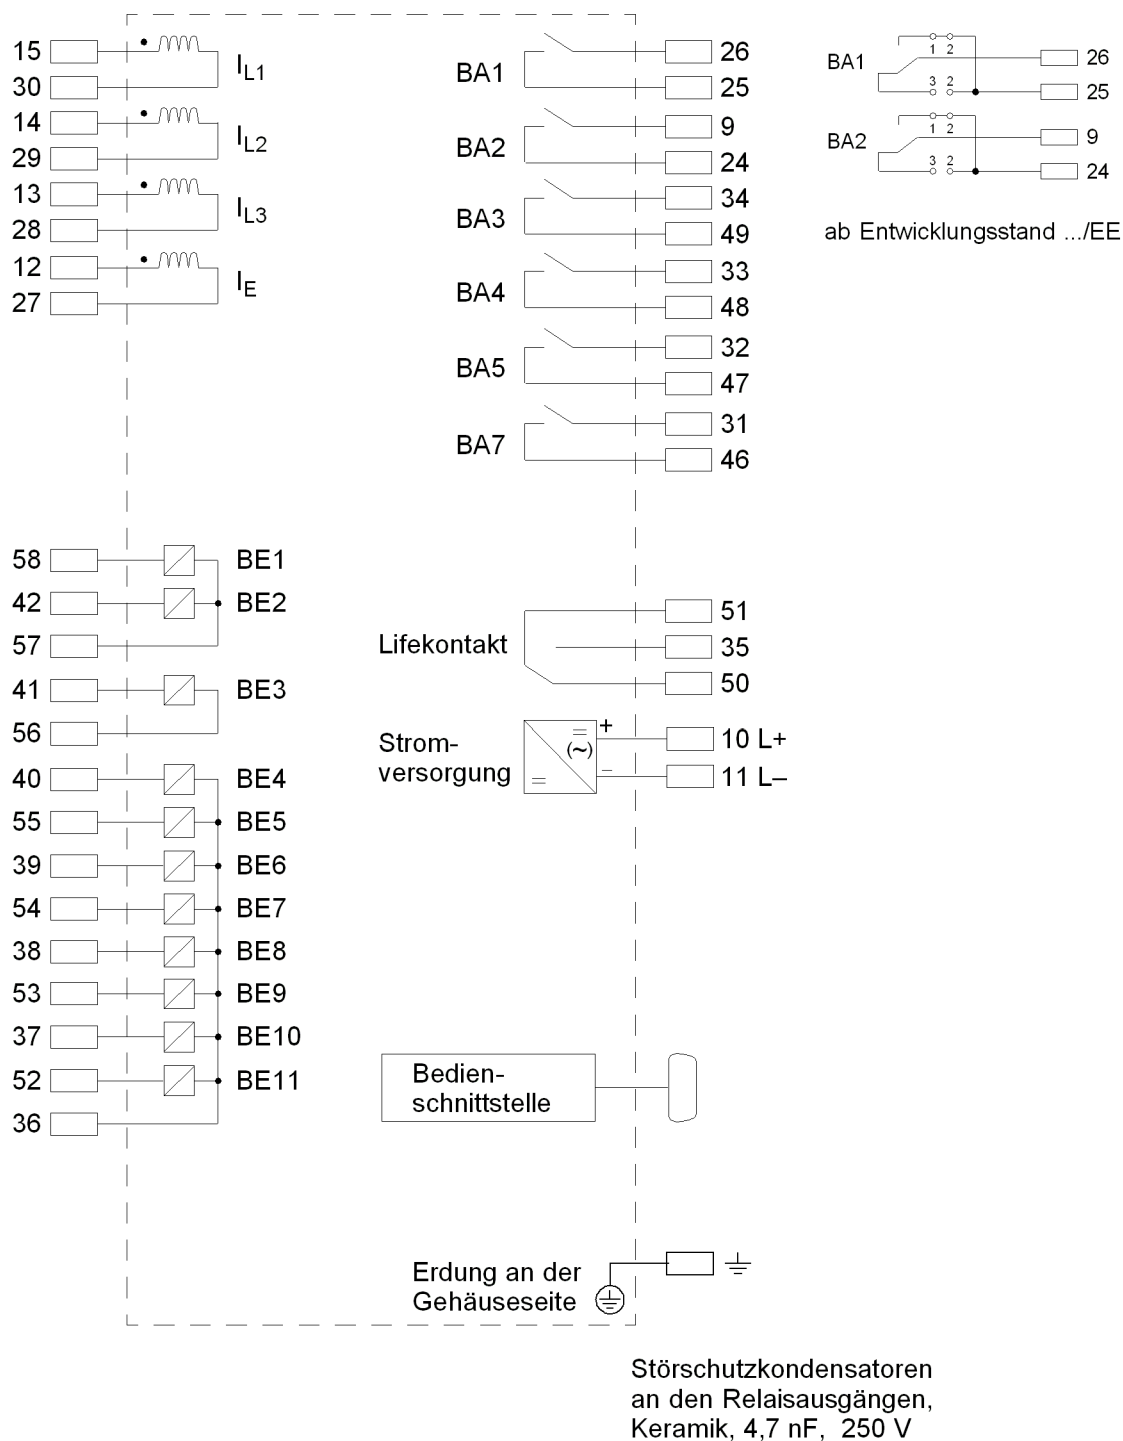 15
30
I_L1
14
29
I_L2
13
28
I_L3
12
27
I_E
BA1
26
25
BA2
9
24
BA3
34
49
BA4
33
48
BA5
32
47
BA7
31
46
BA1
1 2
3 2
26
25
BA2
1 2
3 2
9
24
ab Entwicklungsstand .../EE
58
BE1
42
BE2
57
41
BE3
56
40
BE4
55
BE5
39
BE6
54
BE7
38
BE8
53
BE9
37
BE10
52
BE11
36
Lifekontakt
51
35
50
Strom-
versorgung
+
(~)
–
10 L+
11 L–
Bedien-
schnittstelle
Erdung an der
Gehäuseseite
Störschutzkondensatoren
an den Relaisausgängen,
Keramik, 4,7 nF, 250 V